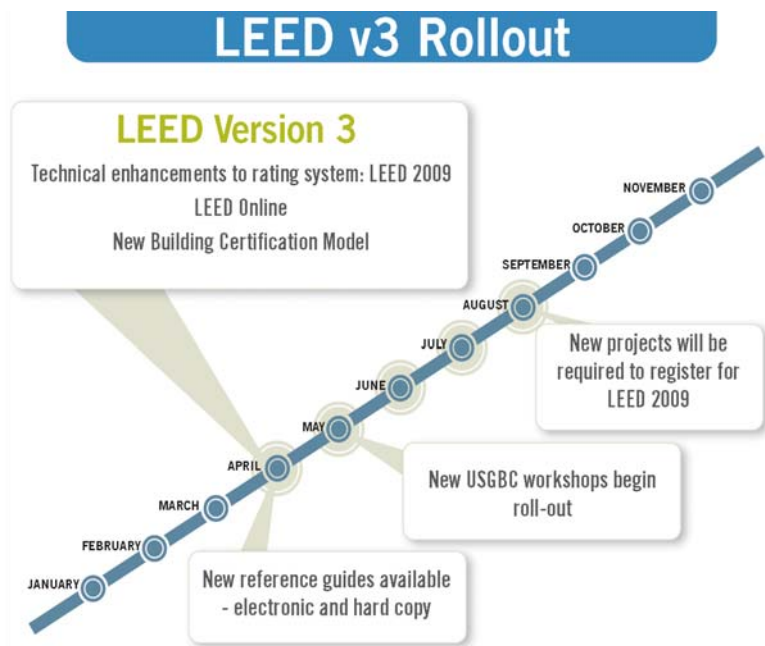 LEED v3 Rollout
LEED Version 3
Technical enhancements to rating system: LEED 2009
LEED Online
New Building Certification Model
NOVEMBER
OCTOBER
SEPTEMBER
AUGUST
JULY
JUNE
MAY
APRIL
MARCH
FEBRUARY
JANUARY
New projects will be
required to register for
LEED 2009
New USGBC workshops begin
roll-out
New reference guides available
- electronic and hard copy